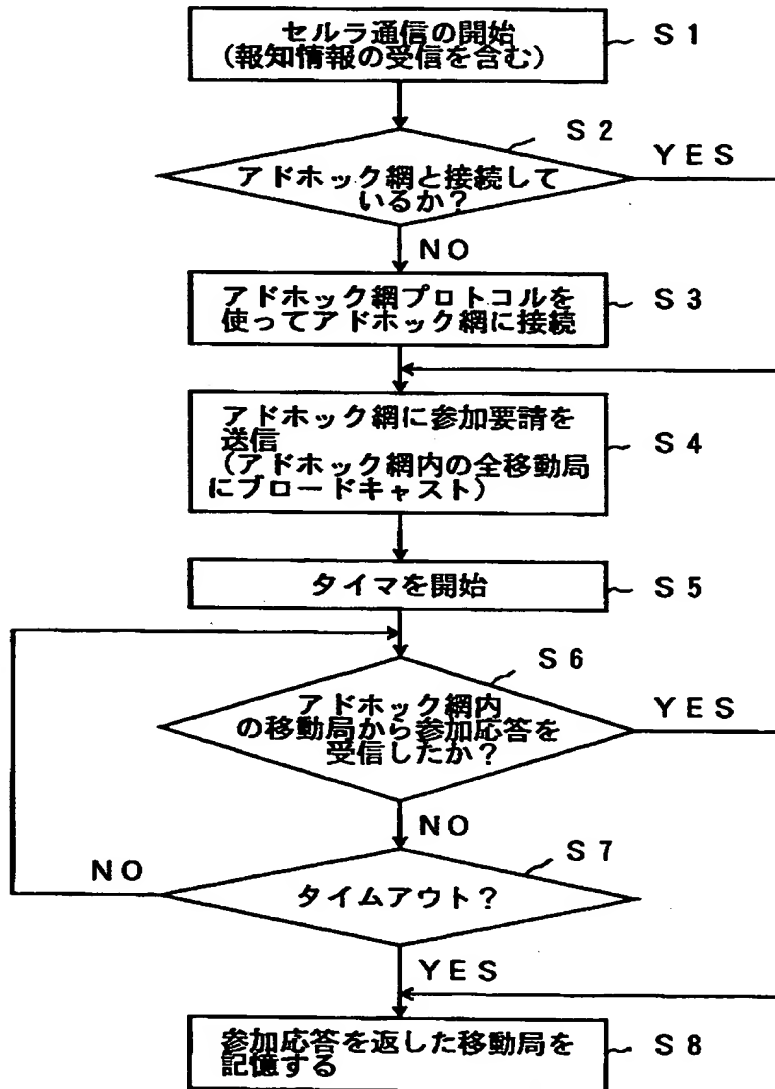 セルラ通信の開始
(報知情報の受信を含む)
S1
S2
アドホック網と接続して
いるか?
YES
NO
アドホック網プロトコルを
使ってアドホック網に接続
S3
アドホック網に参加要請を
送信
(アドホック網内の全移動局
にブロードキャスト)
S4
タイマを開始
S5
S6
アドホック網内
の移動局から参加応答を
受信したか?
YES
NO
S7
タイムアウト?
NO
YES
参加応答を返した移動局を
記憶する
S8